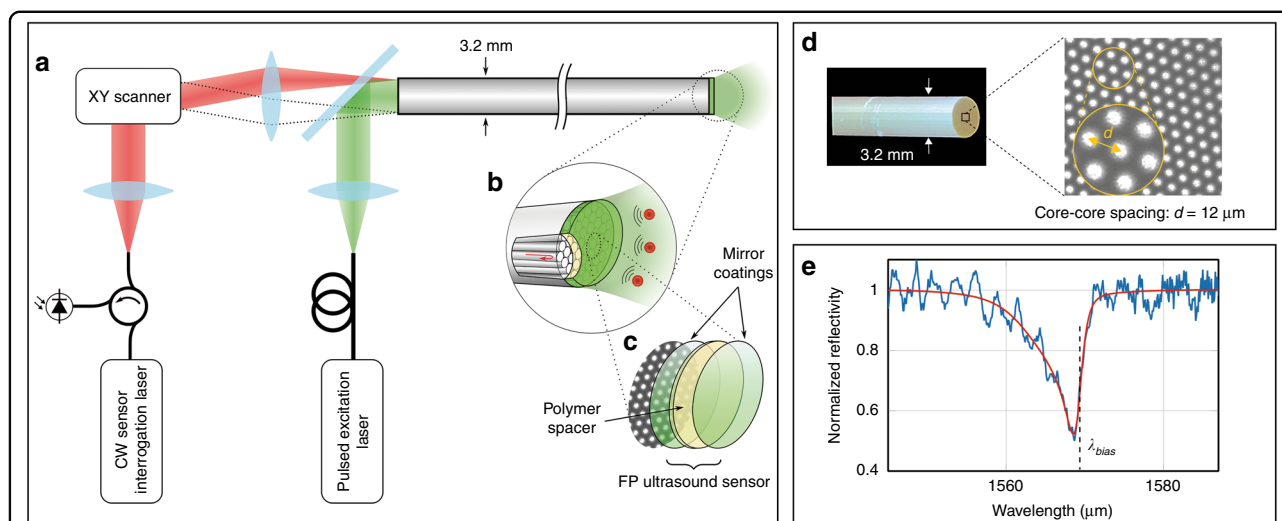 a
XY scanner
3.2 mm
b
Mirror
coatings
c
Polymer
spacer
FP ultrasound sensor
CW sensor
interrogation laser
Pulsed excitation
laser
d
3.2 mm
d
Core-core spacing: d = 12 μm
e
Normalized reflectivity
1
0.8
0.6
0.4
λbias
1560
1580
Wavelength (μm)